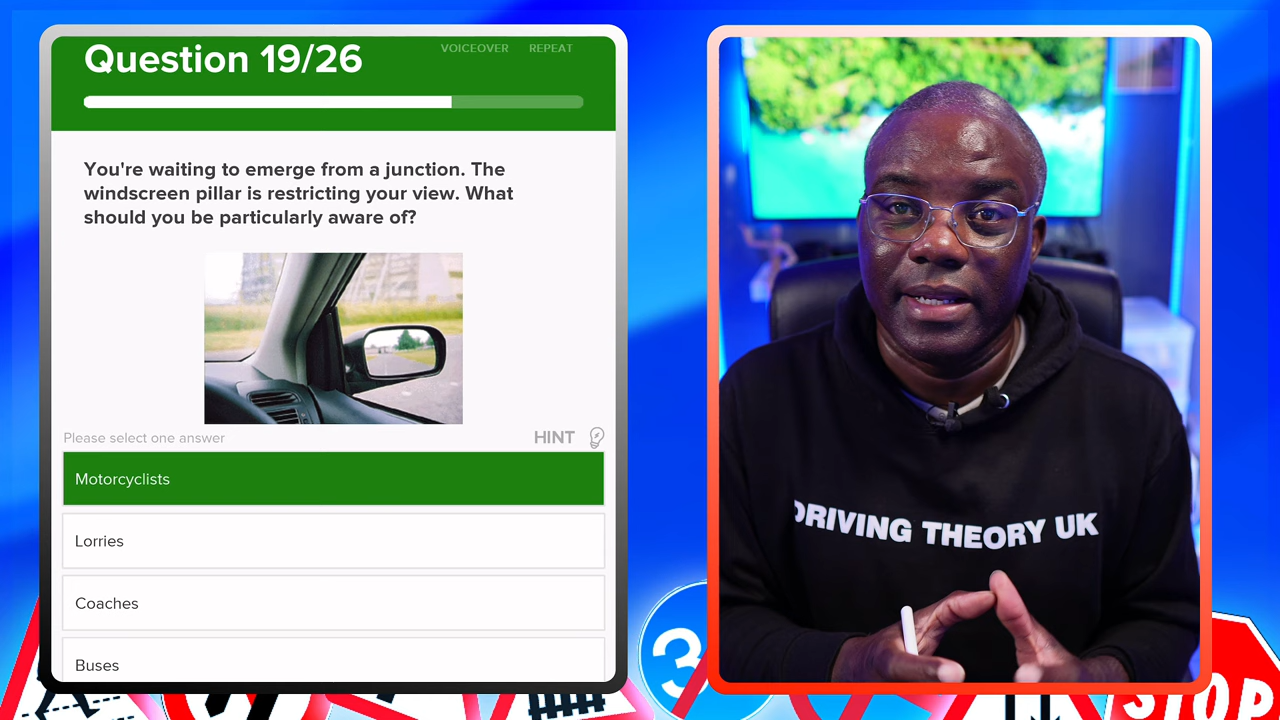 Question 19/26
VOICEOVER REPEAT
You're waiting to emerge from a junction. The
windscreen pillar is restricting your view. What
should you be particularly aware of?
Please select one answer
HINT
Motorcyclists
Lorries
Coaches
Buses
DRIVING THEORY UK
3
STOP